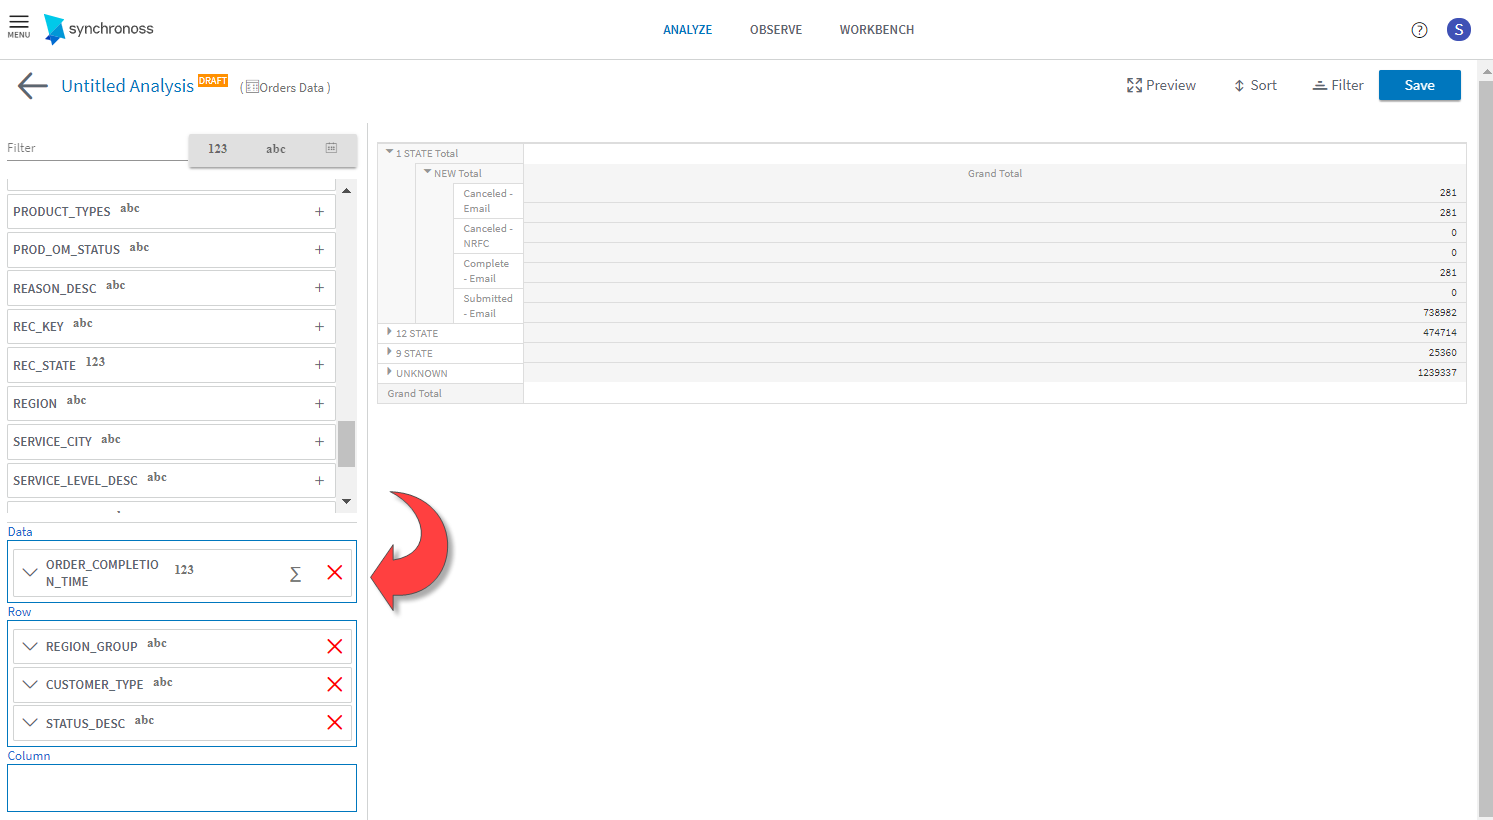 MENU
synchronoss
ANALYZE OBSERVE WORKBENCH
? S
Untitled Analysis DRAFT ( Orders Data )
Preview Sort Filter Save
Filter 123 abc
PRODUCT_TYPES abc +
PROD_OM_STATUS abc +
REASON_DESC abc +
REC_KEY abc +
REC_STATE 123 +
REGION abc +
SERVICE_CITY abc +
SERVICE_LEVEL_DESC abc +
Data
ORDER_COMPLETIO
N_TIME 123 Σ
Row
REGION_GROUP abc
CUSTOMER_TYPE abc
STATUS_DESC abc
Column
1 STATE Total
NEW Total Grand Total
Canceled - 281
Email 281
Canceled - 0
NRFC 0
Complete
- Email 281
Submitted 0
- Email 738982
12 STATE 474714
9 STATE 25360
UNKNOWN 1239337
Grand Total